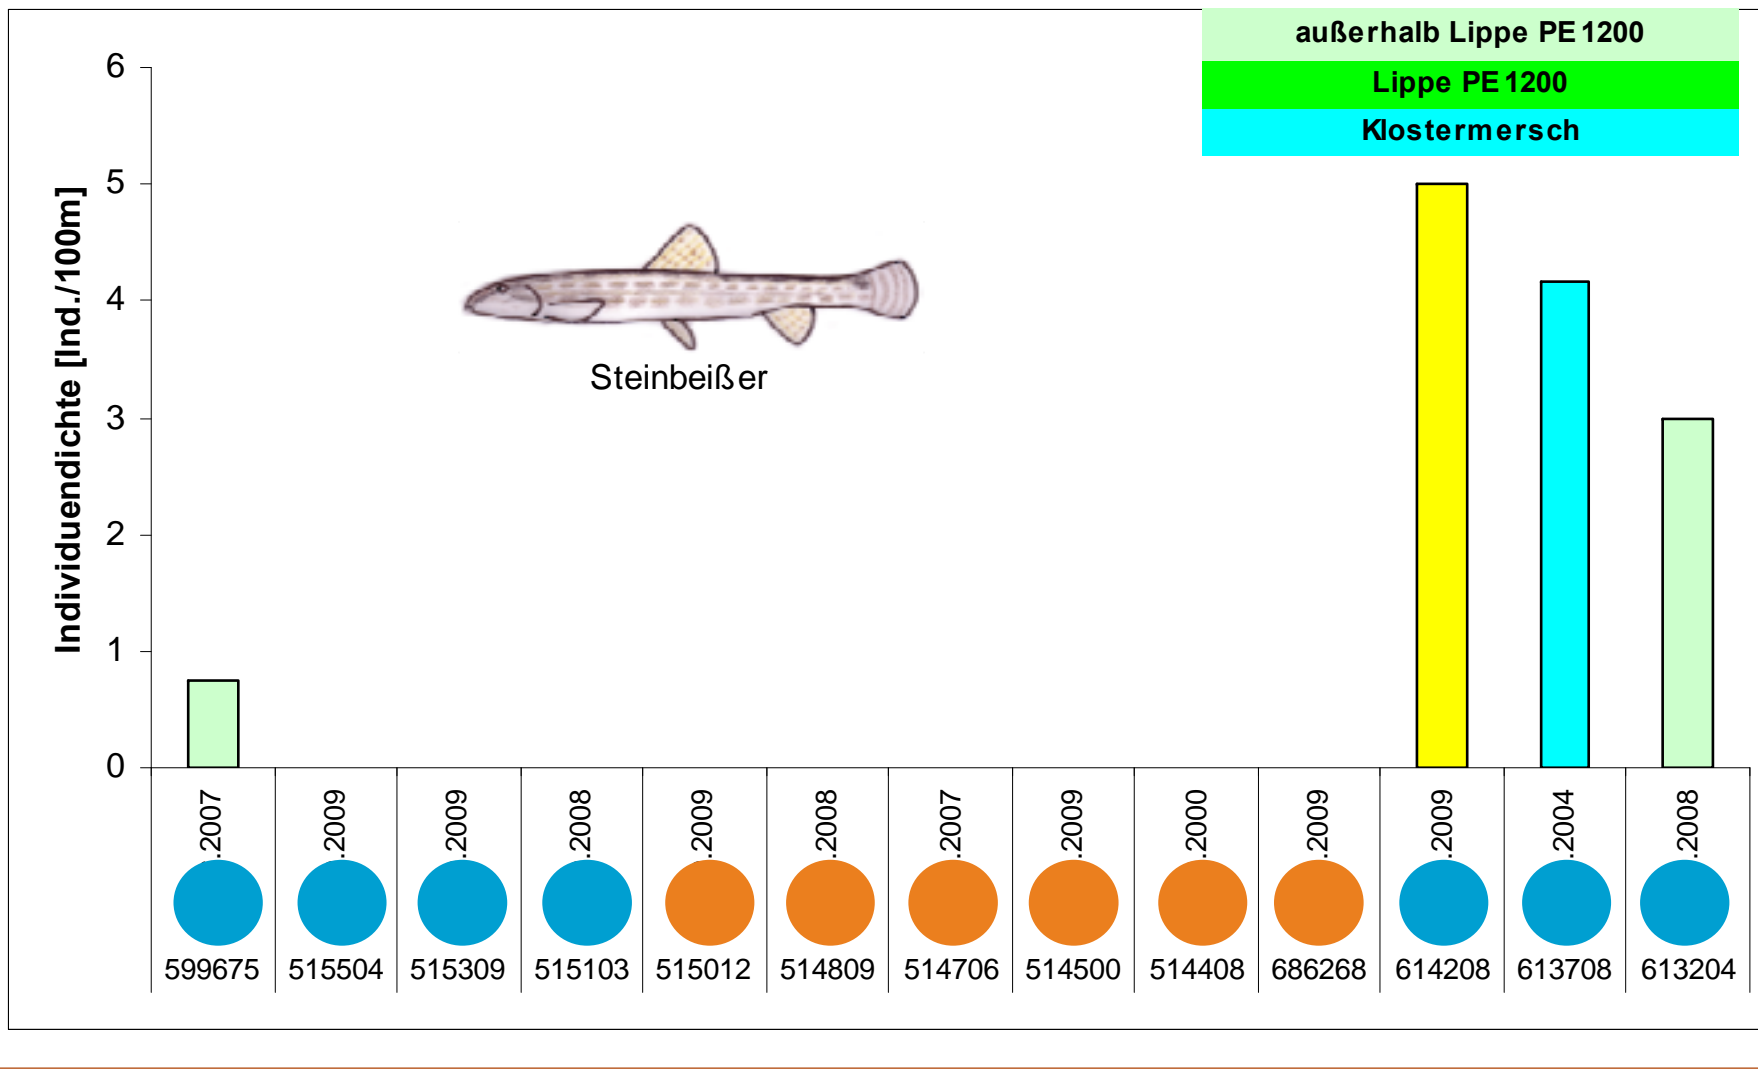 außerhalb Lippe PE 1200
Lippe PE 1200
Klostermersch
Individuendichte [Ind./100m]
6
5
4
3
2
1
0
Steinbeißer
.2007 .2009 .2009 .2008 .2009 .2008 .2007 .2009 .2000 .2009 .2009 .2004 .2008
599675 515504 515309 515103 515012 514809 514706 514500 514408 686268 614208 613708 613204